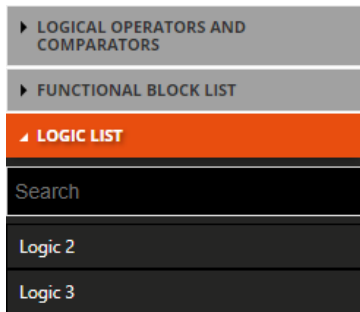 LOGICAL OPERATORS AND
COMPARATORS
FUNCTIONAL BLOCK LIST
LOGIC LIST
Search
Logic 2
Logic 3